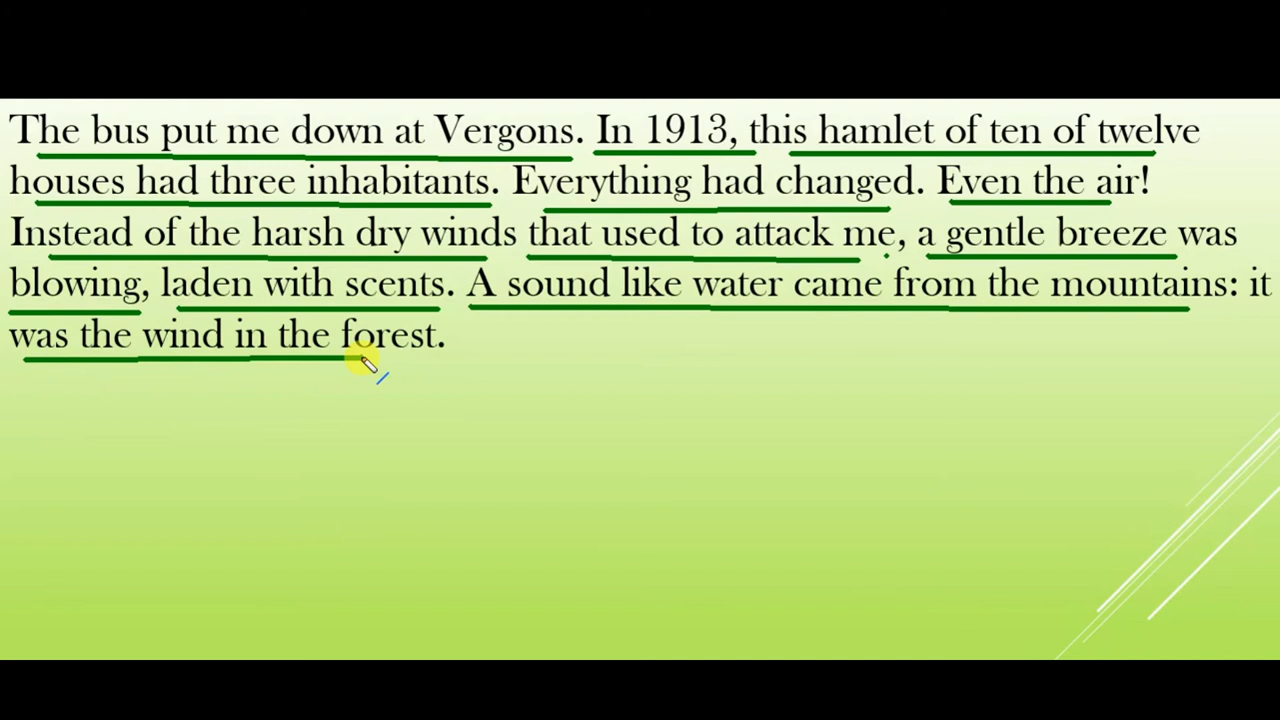 The bus put me down at Vergons. In 1913, this hamlet of ten of twelve
houses had three inhabitants. Everything had changed. Even the air!
Instead of the harsh dry winds that used to attack me, a gentle breeze was
blowing, laden with scents. A sound like water came from the mountains: it
was the wind in the forest.